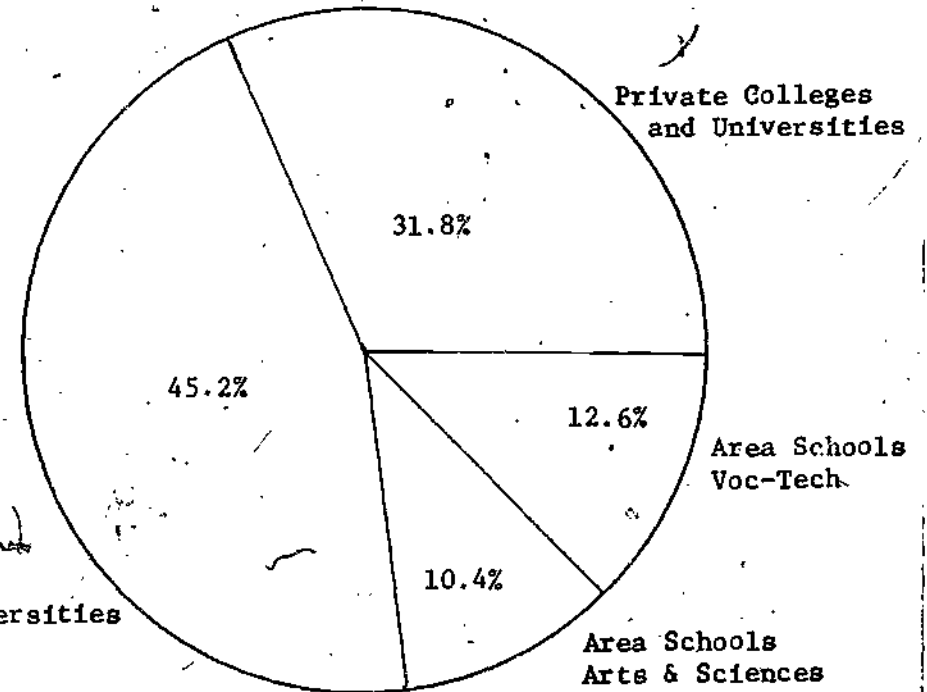 Private Colleges
and Universities
31.8%
45.2%
12.6%
Area Schools
Voc-Tech
10.4%
ersities
Area Schools
Arts & Sciences